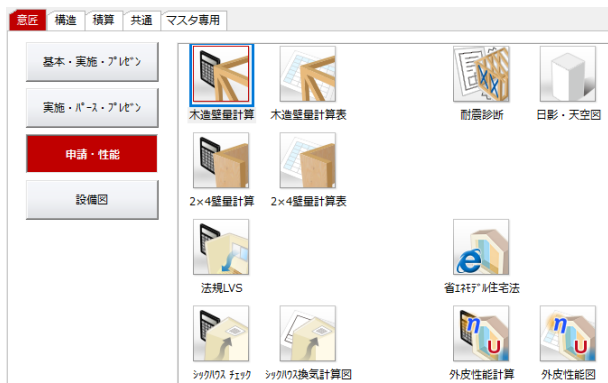 意匠 構造 積算 共通 マスタ専用
基本・実施・ﾌﾟﾚｾﾞﾝ
実施・ﾊﾟｰｽ・ﾌﾟﾚｾﾞﾝ
申請・性能
設備図
木造壁量計算 木造壁量計算表 耐震診断 日影・天空図
2×4壁量計算 2×4壁量計算表
法規LVS 省ｴﾈﾓﾃﾞﾙ住宅法
ｼｯｸﾊｳｽ ﾁｪｯｸ ｼｯｸﾊｳｽ換気計算図 外皮性能計算 外皮性能図